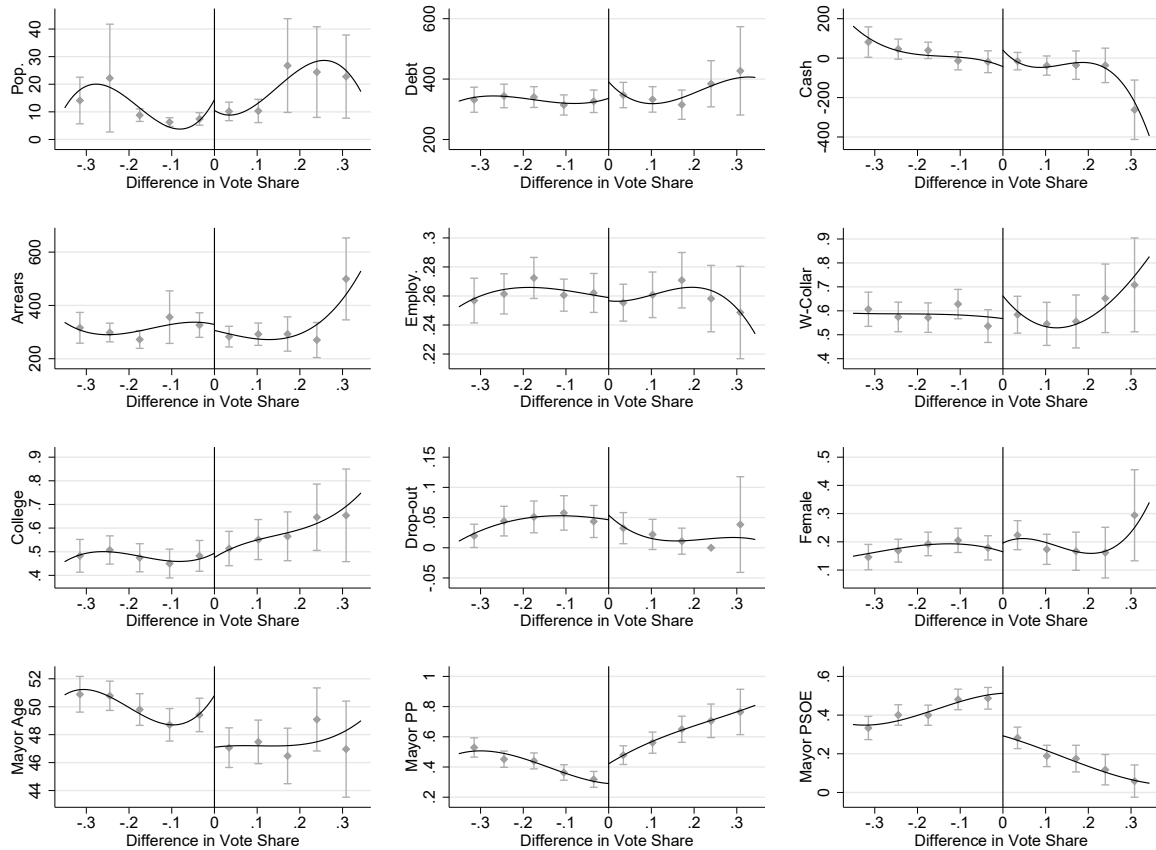 Pop.
0 10 20 30 40
-.3 -.2 -.1 0 .1 .2 .3
Difference in Vote Share
Debt
200 400 600
-.3 -.2 -.1 0 .1 .2 .3
Difference in Vote Share
Cash
-400 -200 0 200
-.3 -.2 -.1 0 .1 .2 .3
Difference in Vote Share
Arrears
200 400 600
-.3 -.2 -.1 0 .1 .2 .3
Difference in Vote Share
Employ.
.22 .24 .26 .28 .3
-.3 -.2 -.1 0 .1 .2 .3
Difference in Vote Share
W-Collar
.4 .5 .6 .7 .8 .9
-.3 -.2 -.1 0 .1 .2 .3
Difference in Vote Share
College
.4 .5 .6 .7 .8 .9
-.3 -.2 -.1 0 .1 .2 .3
Difference in Vote Share
Drop-out
-.05 0 .05 .1 .15
-.3 -.2 -.1 0 .1 .2 .3
Difference in Vote Share
Female
.1 .2 .3 .4 .5
-.3 -.2 -.1 0 .1 .2 .3
Difference in Vote Share
Mayor Age
44 46 48 50 52
-.3 -.2 -.1 0 .1 .2 .3
Difference in Vote Share
Mayor PP
.2 .4 .6 .8 1
-.3 -.2 -.1 0 .1 .2 .3
Difference in Vote Share
Mayor PSOE
0 .2 .4 .6
-.3 -.2 -.1 0 .1 .2 .3
Difference in Vote Share